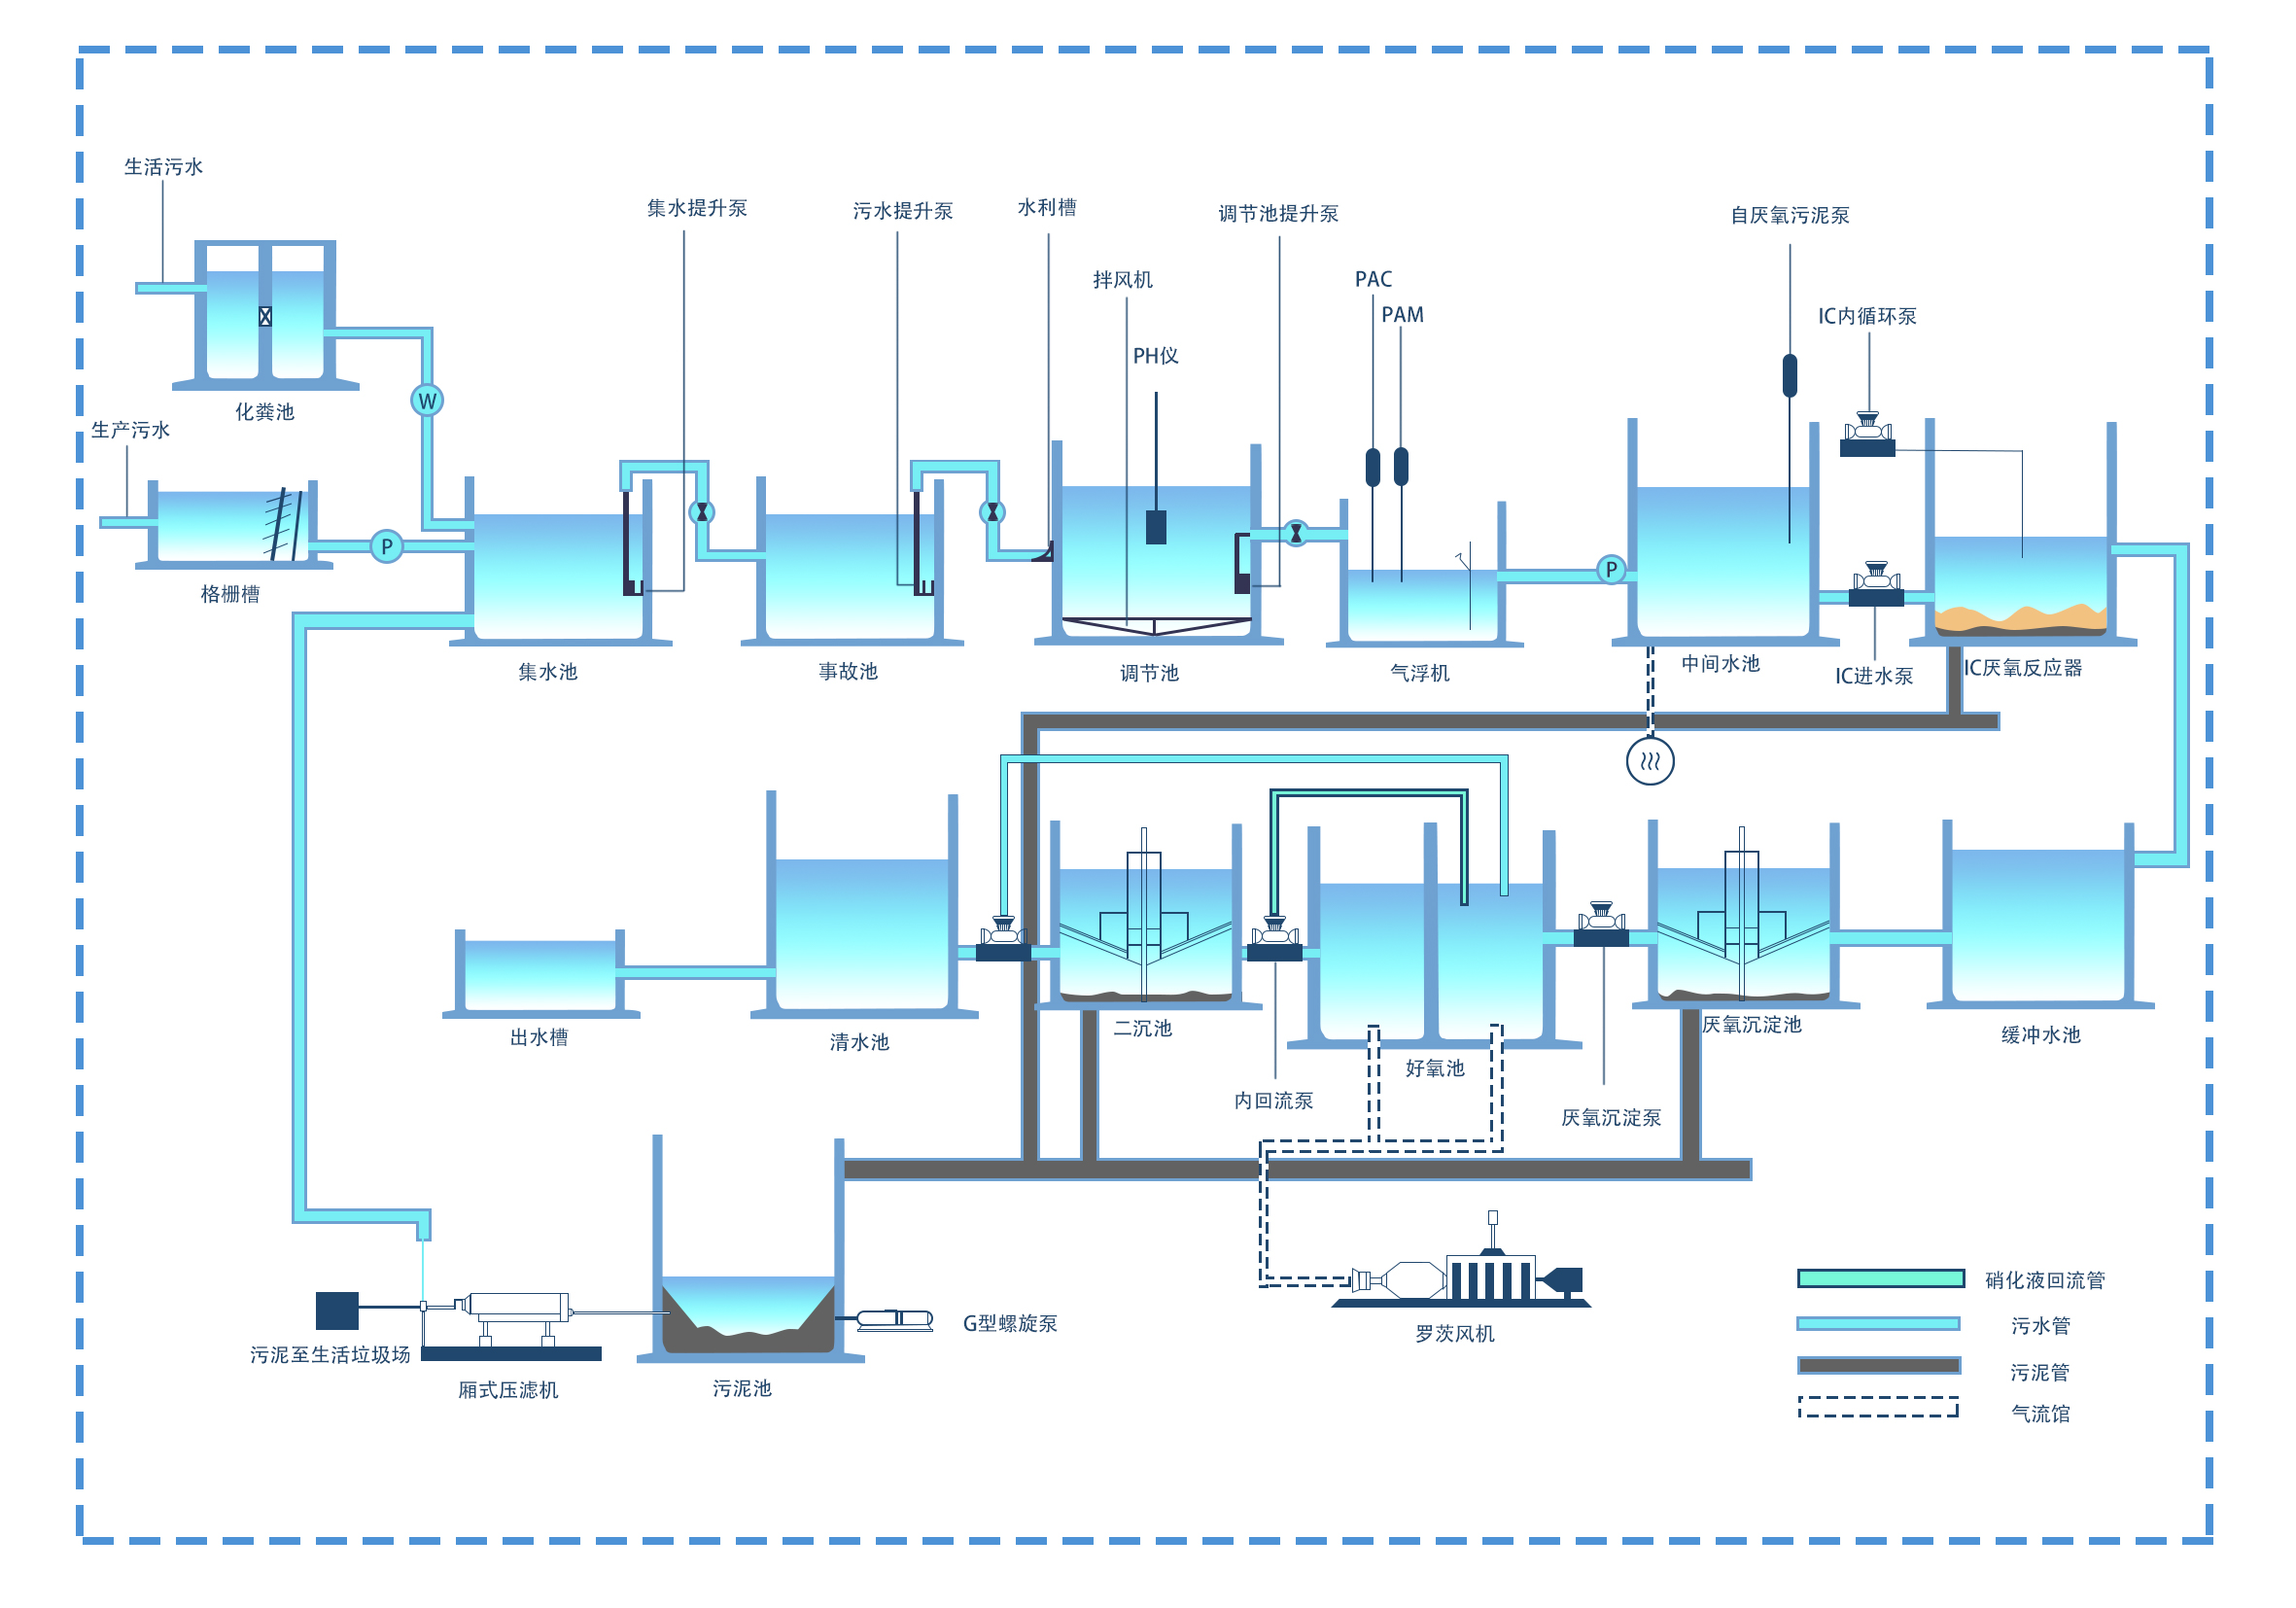 生活污水
集水提升泵
污水提升泵
水利槽
调节池提升泵
自厌氧污泥泵
拌风机
PAC
PAM
IC内循环泵
PH仪
化粪池
W
生产污水
P
P
格栅槽
集水池
事故池
调节池
气浮机
中间水池
IC进水泵
IC厌氧反应器
出水槽
清水池
二沉池
内回流泵
好氧池
厌氧沉淀泵
厌氧沉淀池
缓冲水池
污泥至生活垃圾场
厢式压滤机
污泥池
G型螺旋泵
罗茨风机
硝化液回流管
污水管
污泥管
气流馆